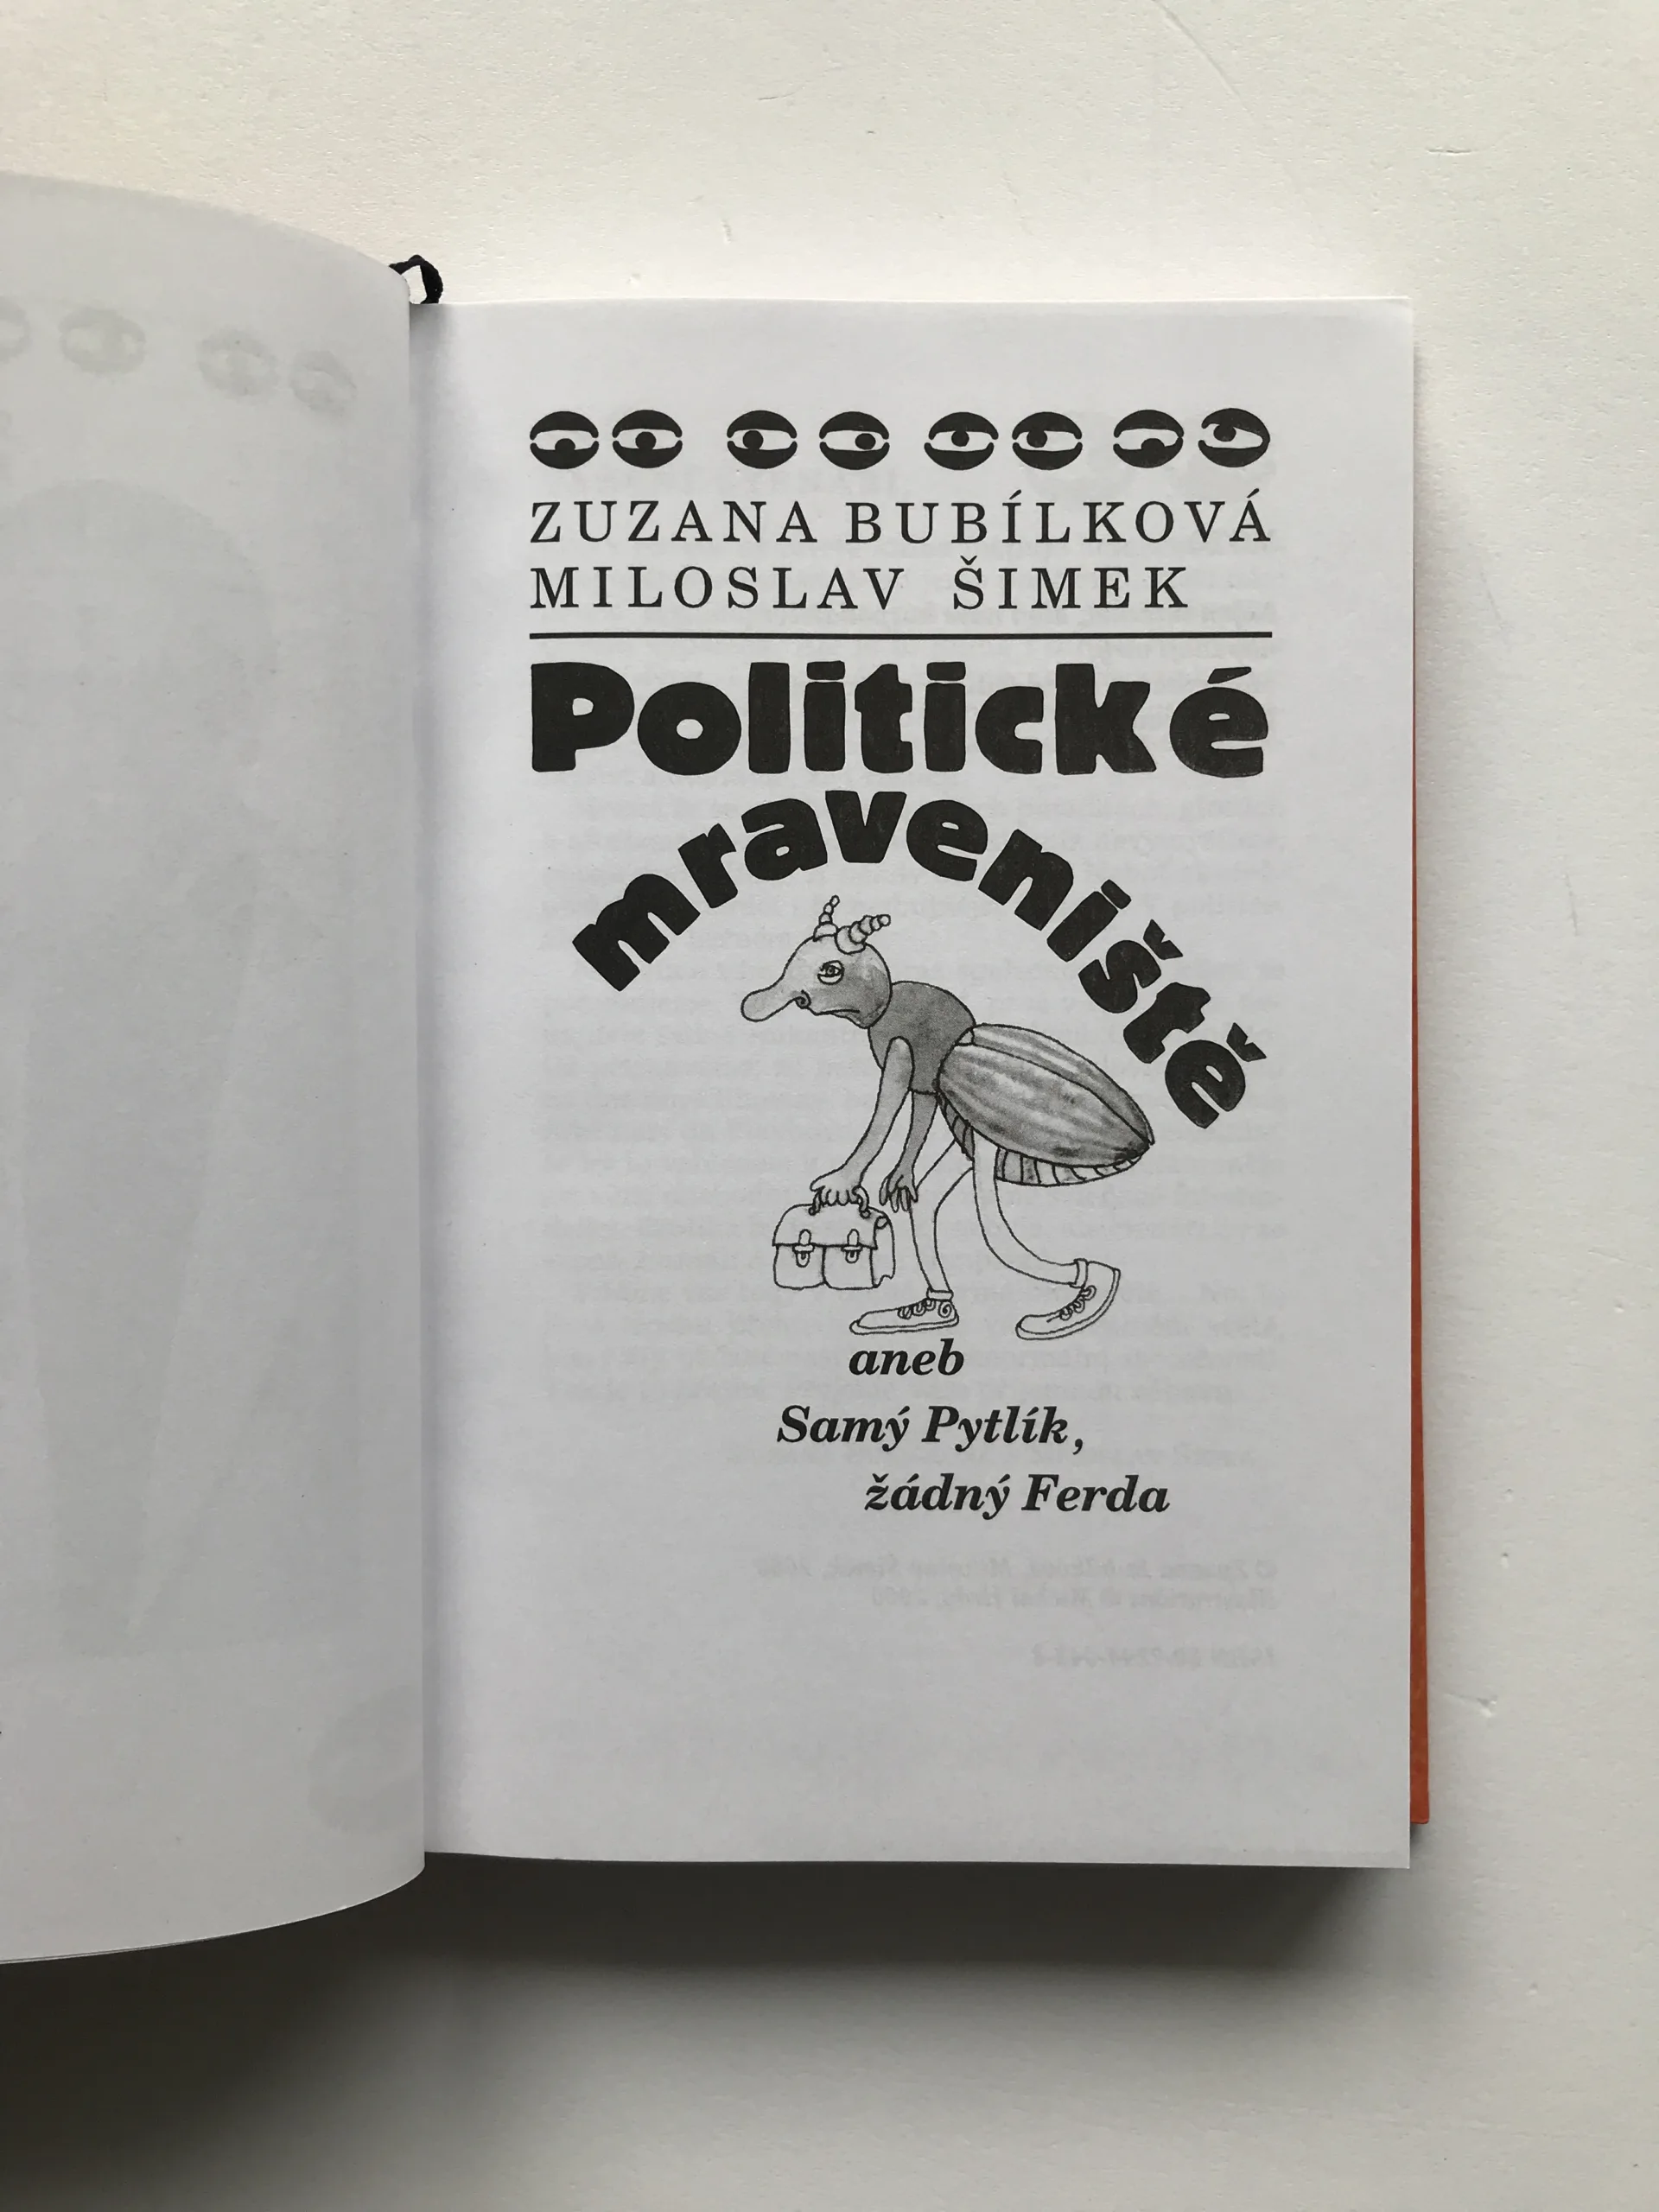 ZUZANA BUBÍLKOVÁ
MILOSLAV ŠIMEK
Politické
mraveniště
aneb
Samý Pytlík,
žádný Ferda